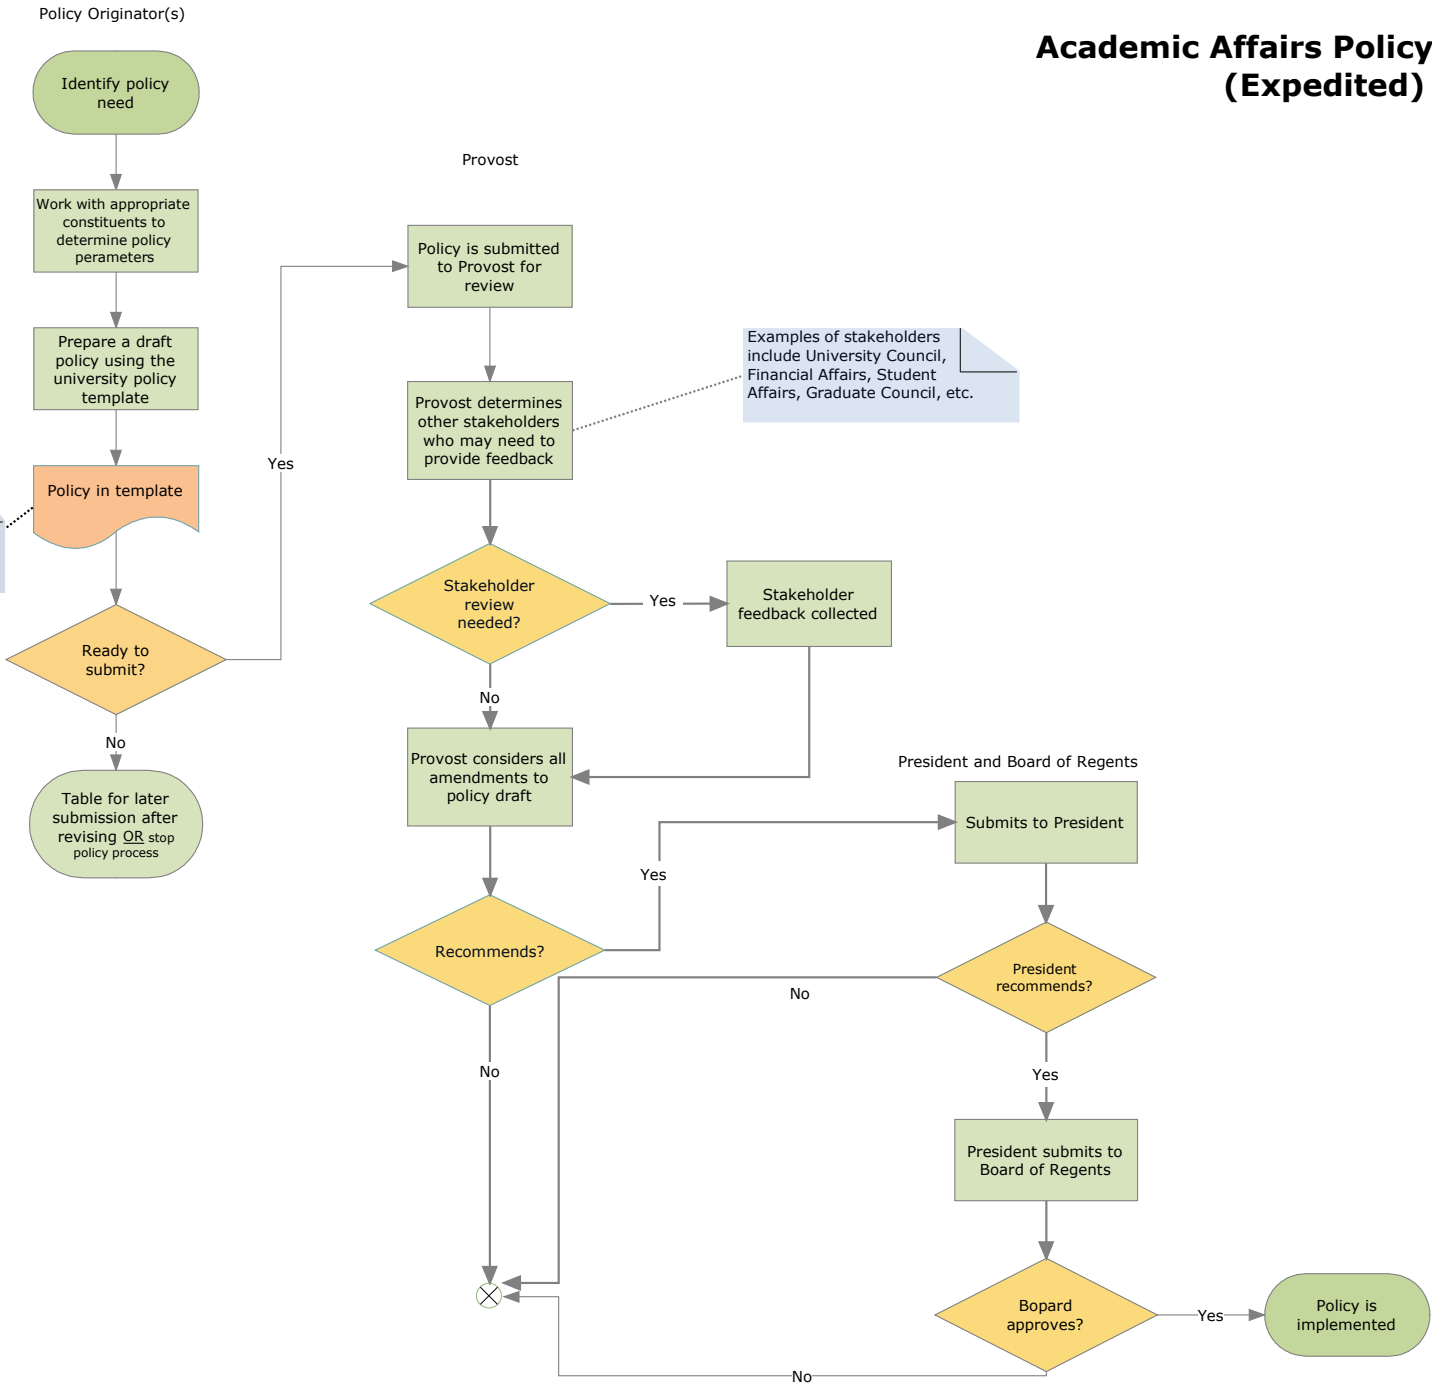 Policy Originator(s)
Academic Affairs Policy
(Expedited)
Identify policy
need
Work with appropriate
constituents to
determine policy
perameters
Prepare a draft
policy using the
university policy
template
Policy in template
Ready to
submit?
Yes
No
Table for later
submission after
revising OR stop
policy process
Provost
Policy is submitted
to Provost for
review
Provost determines
other stakeholders
who may need to
provide feedback
Examples of stakeholders
include University Council,
Financial Affairs, Student
Affairs, Graduate Council, etc.
Stakeholder
review
needed?
Yes
Stakeholder
feedback collected
No
Provost considers all
amendments to
policy draft
Recommends?
Yes
No
President and Board of Regents
Submits to President
President
recommends?
No
Yes
President submits to
Board of Regents
Bopard
approves?
Yes
Policy is
implemented
No